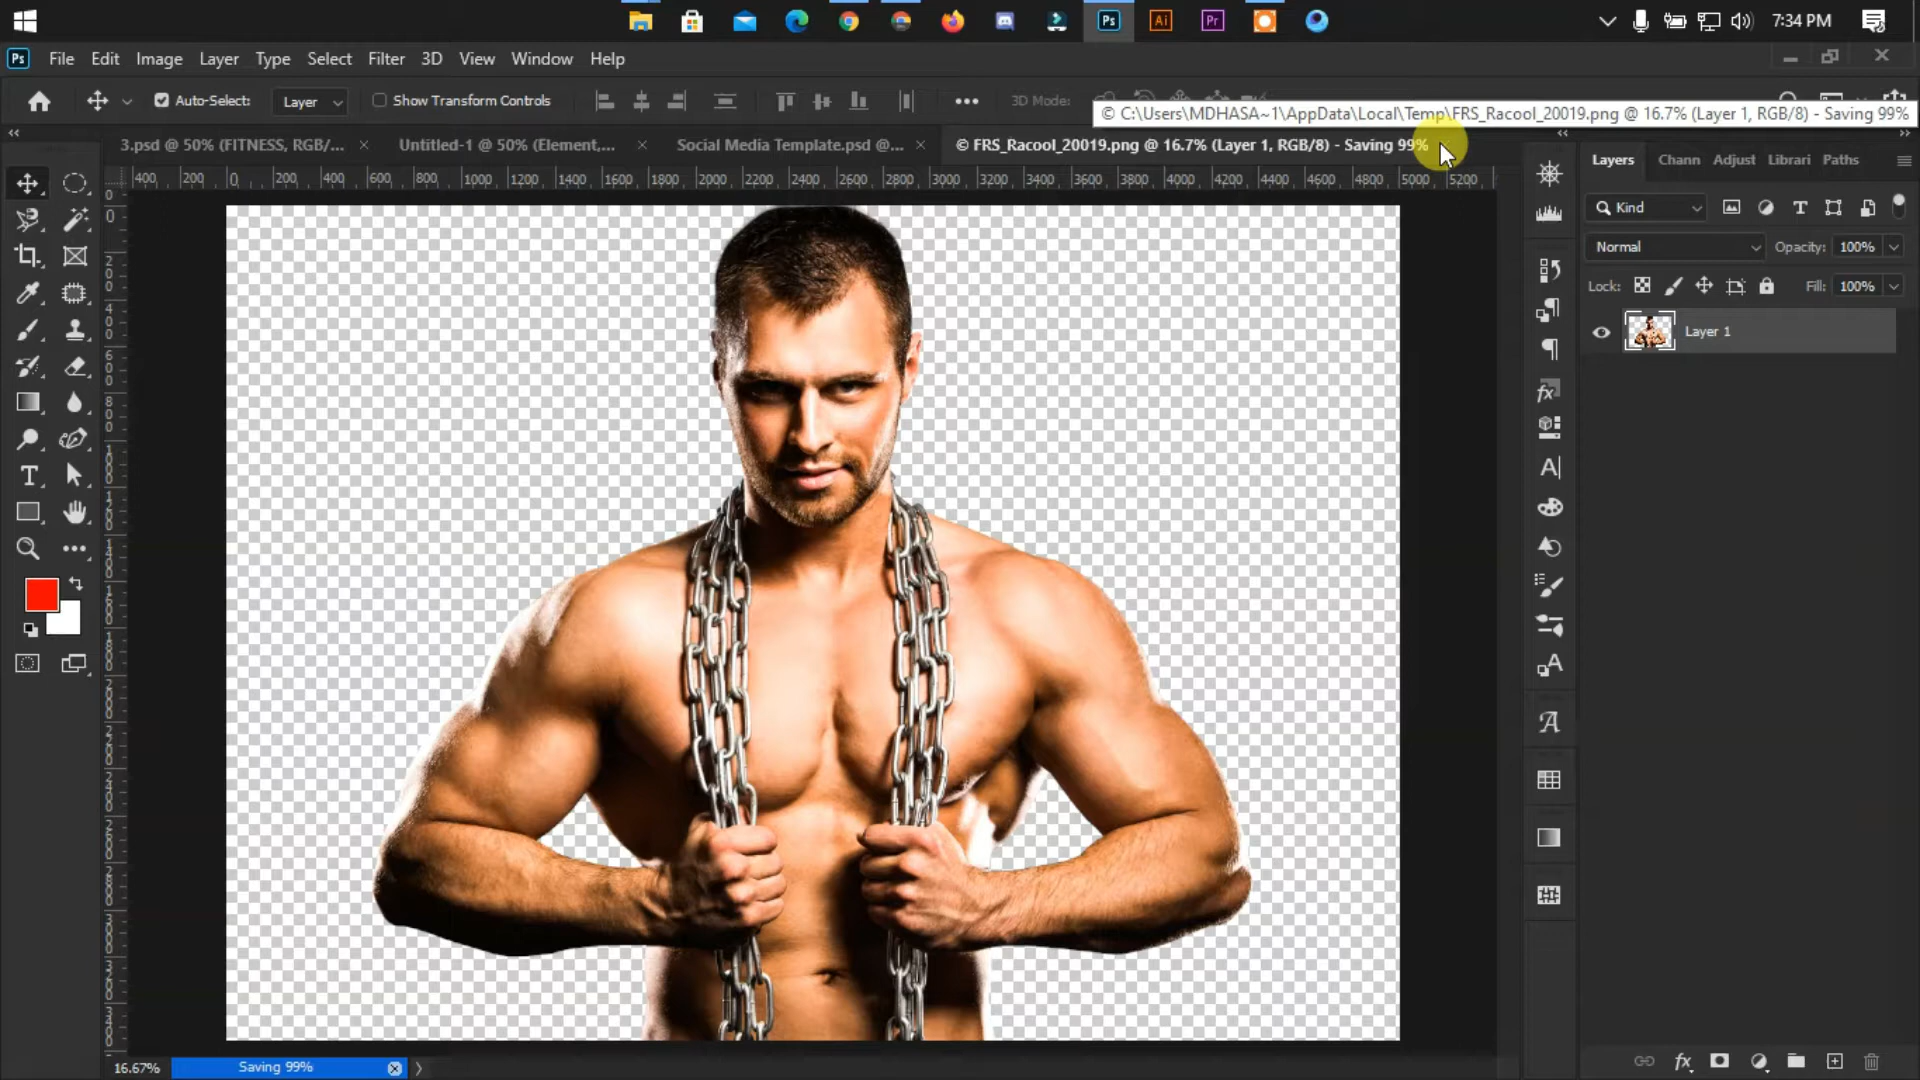 Ps Ai Pr 7:34 PM
Ps File Edit Image Layer Type Select Filter 3D View Window Help
Auto-Select: Layer Show Transform Controls 3D Mode:
© C:\Users\MDHASA~1\AppData\Local\Temp\FRS_Racool_20019.png @ 16.7% (Layer 1, RGB/8) - Saving 99%
3.psd @ 50% (FITNESS, RGB/... Untitled-1 @ 50% (Element,... Social Media Template.psd @... © FRS_Racool_20019.png @ 16.7% (Layer 1, RGB/8) - Saving 99%
Layers Chann Adjust Librari Paths
400 200 0 200 400 600 800 1000 1200 1400 1600 1800 2000 2200 2400 2600 2800 3000 3200 3400 3600 3800 4000 4200 4400 4600 4800 5000 5200
Kind
Normal Opacity: 100%
Lock: Fill: 100%
Layer 1
16.67% Saving 99%